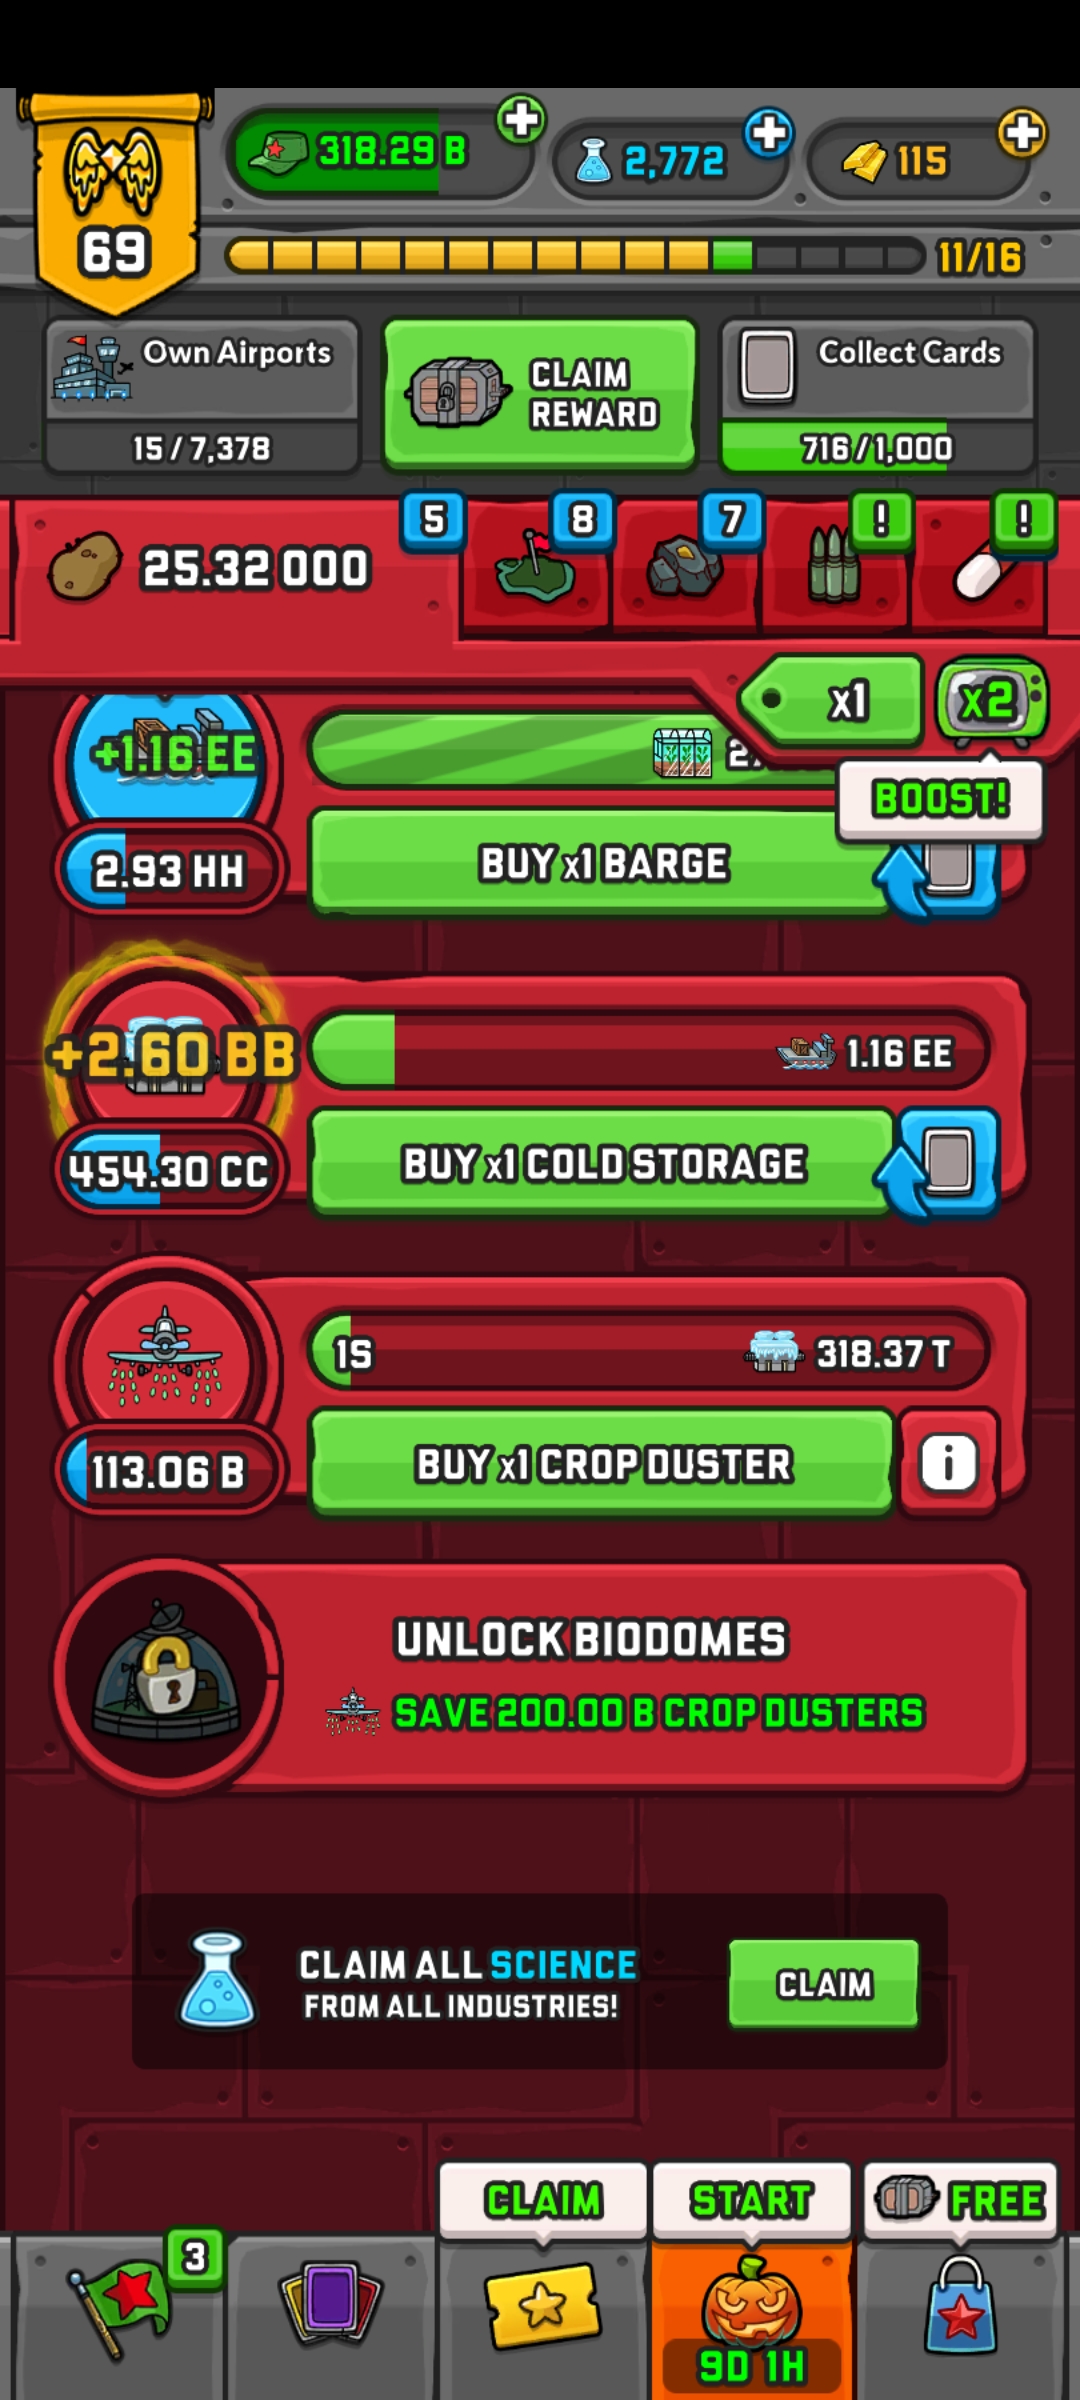 318.29 B
2,772
115
69
11/16
Own Airports
15 / 7,378
CLAIM
REWARD
Collect Cards
716 / 1,000
25.32 000
5
8
7
!
!
x1
x2
BOOST!
+1.16 EE
2.93 HH
BUY x1 BARGE
+2.60 BB
1.16 EE
454.30 CC
BUY x1 COLD STORAGE
1S
318.37 T
113.06 B
BUY x1 CROP DUSTER
i
UNLOCK BIODOMES
SAVE 200.00 B CROP DUSTERS
CLAIM ALL SCIENCE
FROM ALL INDUSTRIES!
CLAIM
CLAIM
START
FREE
3
9D 1H